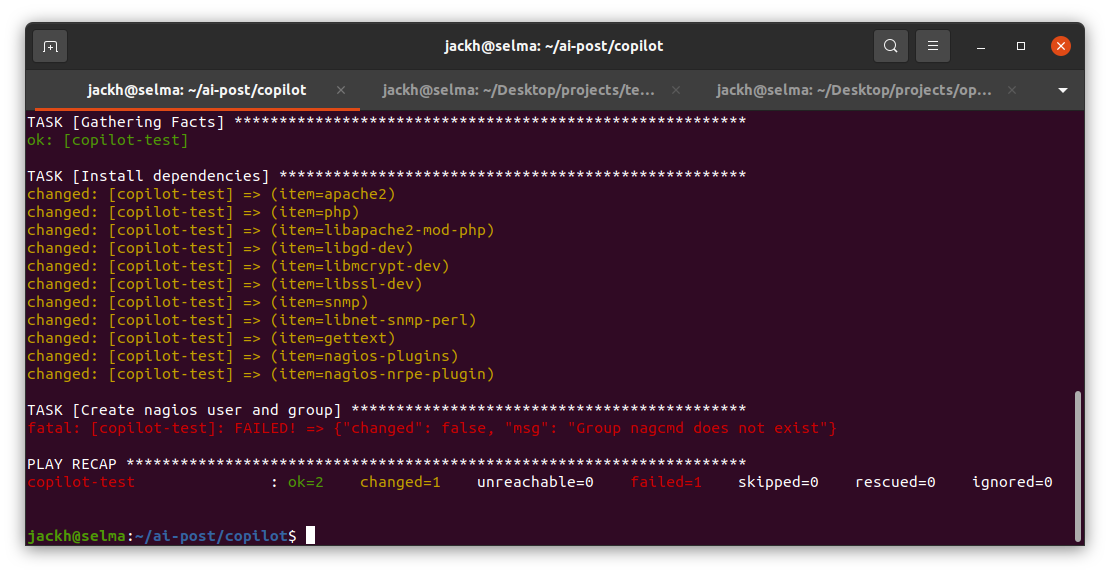 jackh@selma: ~/ai-post/copilot
jackh@selma: ~/ai-post/copilot
jackh@selma: ~/Desktop/projects/te...
jackh@selma: ~/Desktop/projects/op...
TASK [Gathering Facts] *********************************************************
ok: [copilot-test]
TASK [Install dependencies] ****************************************************
changed: [copilot-test] => (item=apache2)
changed: [copilot-test] => (item=php)
changed: [copilot-test] => (item=libapache2-mod-php)
changed: [copilot-test] => (item=libgd-dev)
changed: [copilot-test] => (item=libmcrypt-dev)
changed: [copilot-test] => (item=libssl-dev)
changed: [copilot-test] => (item=snmp)
changed: [copilot-test] => (item=libnet-snmp-perl)
changed: [copilot-test] => (item=gettext)
changed: [copilot-test] => (item=nagios-plugins)
changed: [copilot-test] => (item=nagios-nrpe-plugin)
TASK [Create nagios user and group] ********************************************
fatal: [copilot-test]: FAILED! => {"changed": false, "msg": "Group nagcmd does not exist"}
PLAY RECAP *********************************************************************
copilot-test : ok=2 changed=1 unreachable=0 failed=1 skipped=0 rescued=0 ignored=0
jackh@selma:~/ai-post/copilot$